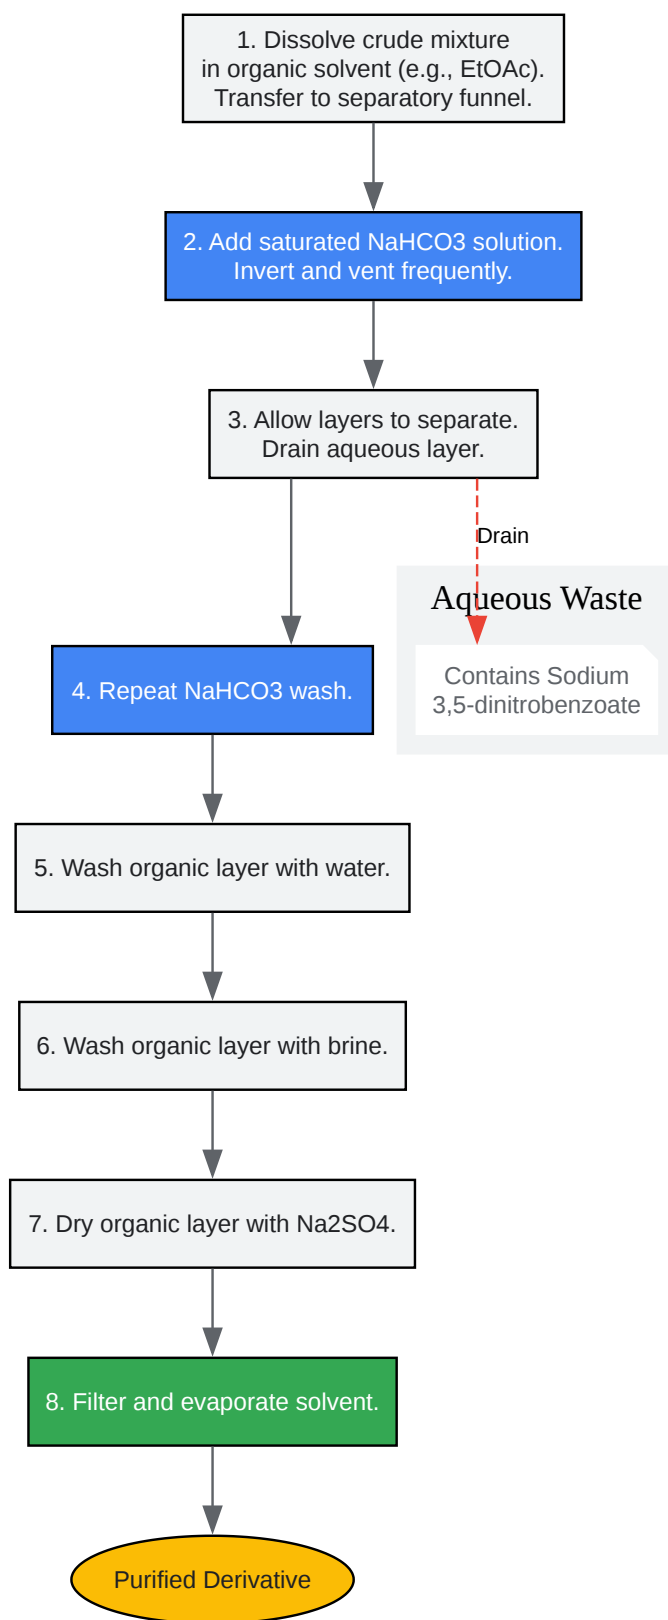 1. Dissolve crude mixture
in organic solvent (e.g., EtOAc).
Transfer to separatory funnel.
2. Add saturated NaHCO3 solution.
Invert and vent frequently.
3. Allow layers to separate.
Drain aqueous layer.
Drain
Aqueous Waste
Contains Sodium
3,5-dinitrobenzoate
4. Repeat NaHCO3 wash.
5. Wash organic layer with water.
6. Wash organic layer with brine.
7. Dry organic layer with Na2SO4.
8. Filter and evaporate solvent.
Purified Derivative